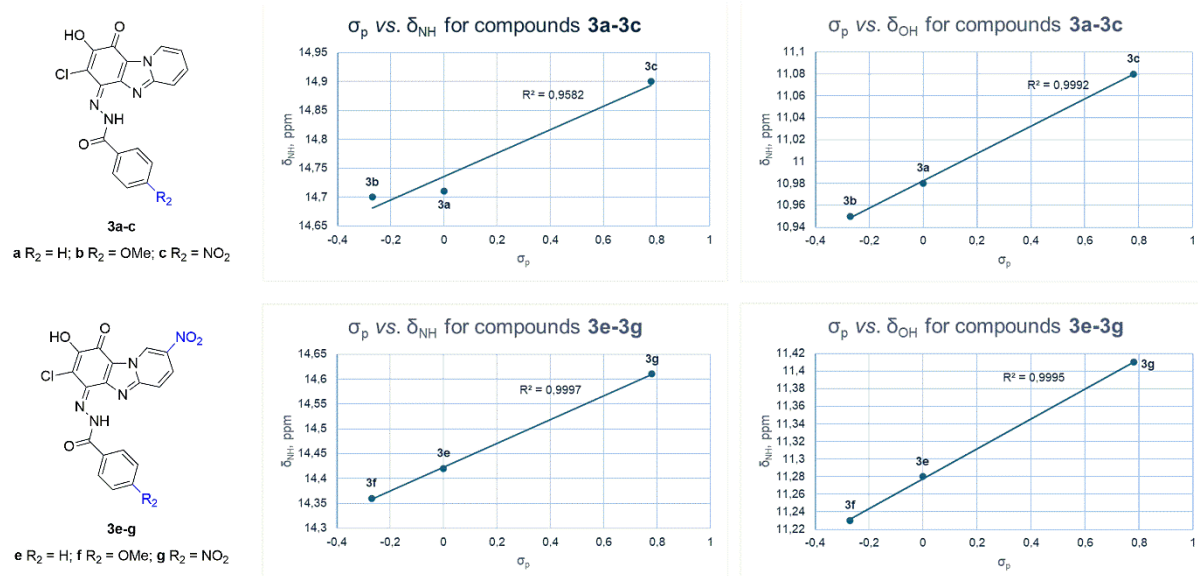 HO
O
N
Cl
N
N
NH
O
R2
3a-c
a R2 = H; b R2 = OMe; c R2 = NO2
σp vs. δNH for compounds 3a-3c
14,95
14,9
14,85
14,8
14,75
14,7
14,65
δNH, ppm
3b
3a
3c
R² = 0,9582
-0,4 -0,2 0 0,2 0,4 0,6 0,8 1
σp
σp vs. δOH for compounds 3a-3c
11,1
11,08
11,06
11,04
11,02
11
10,98
10,96
10,94
δNH, ppm
3b
3a
3c
R² = 0,9992
-0,4 -0,2 0 0,2 0,4 0,6 0,8 1
σp
HO
O
NO2
N
Cl
N
N
NH
O
R2
3e-g
e R2 = H; f R2 = OMe; g R2 = NO2
σp vs. δNH for compounds 3e-3g
14,65
14,6
14,55
14,5
14,45
14,4
14,35
14,3
δNH, ppm
3f
3e
3g
R² = 0,9997
-0,4 -0,2 0 0,2 0,4 0,6 0,8 1
σp
σp vs. δOH for compounds 3e-3g
11,42
11,4
11,38
11,36
11,34
11,32
11,3
11,28
11,26
11,24
11,22
δNH, ppm
3f
3e
3g
R² = 0,9995
-0,4 -0,2 0 0,2 0,4 0,6 0,8 1
σp